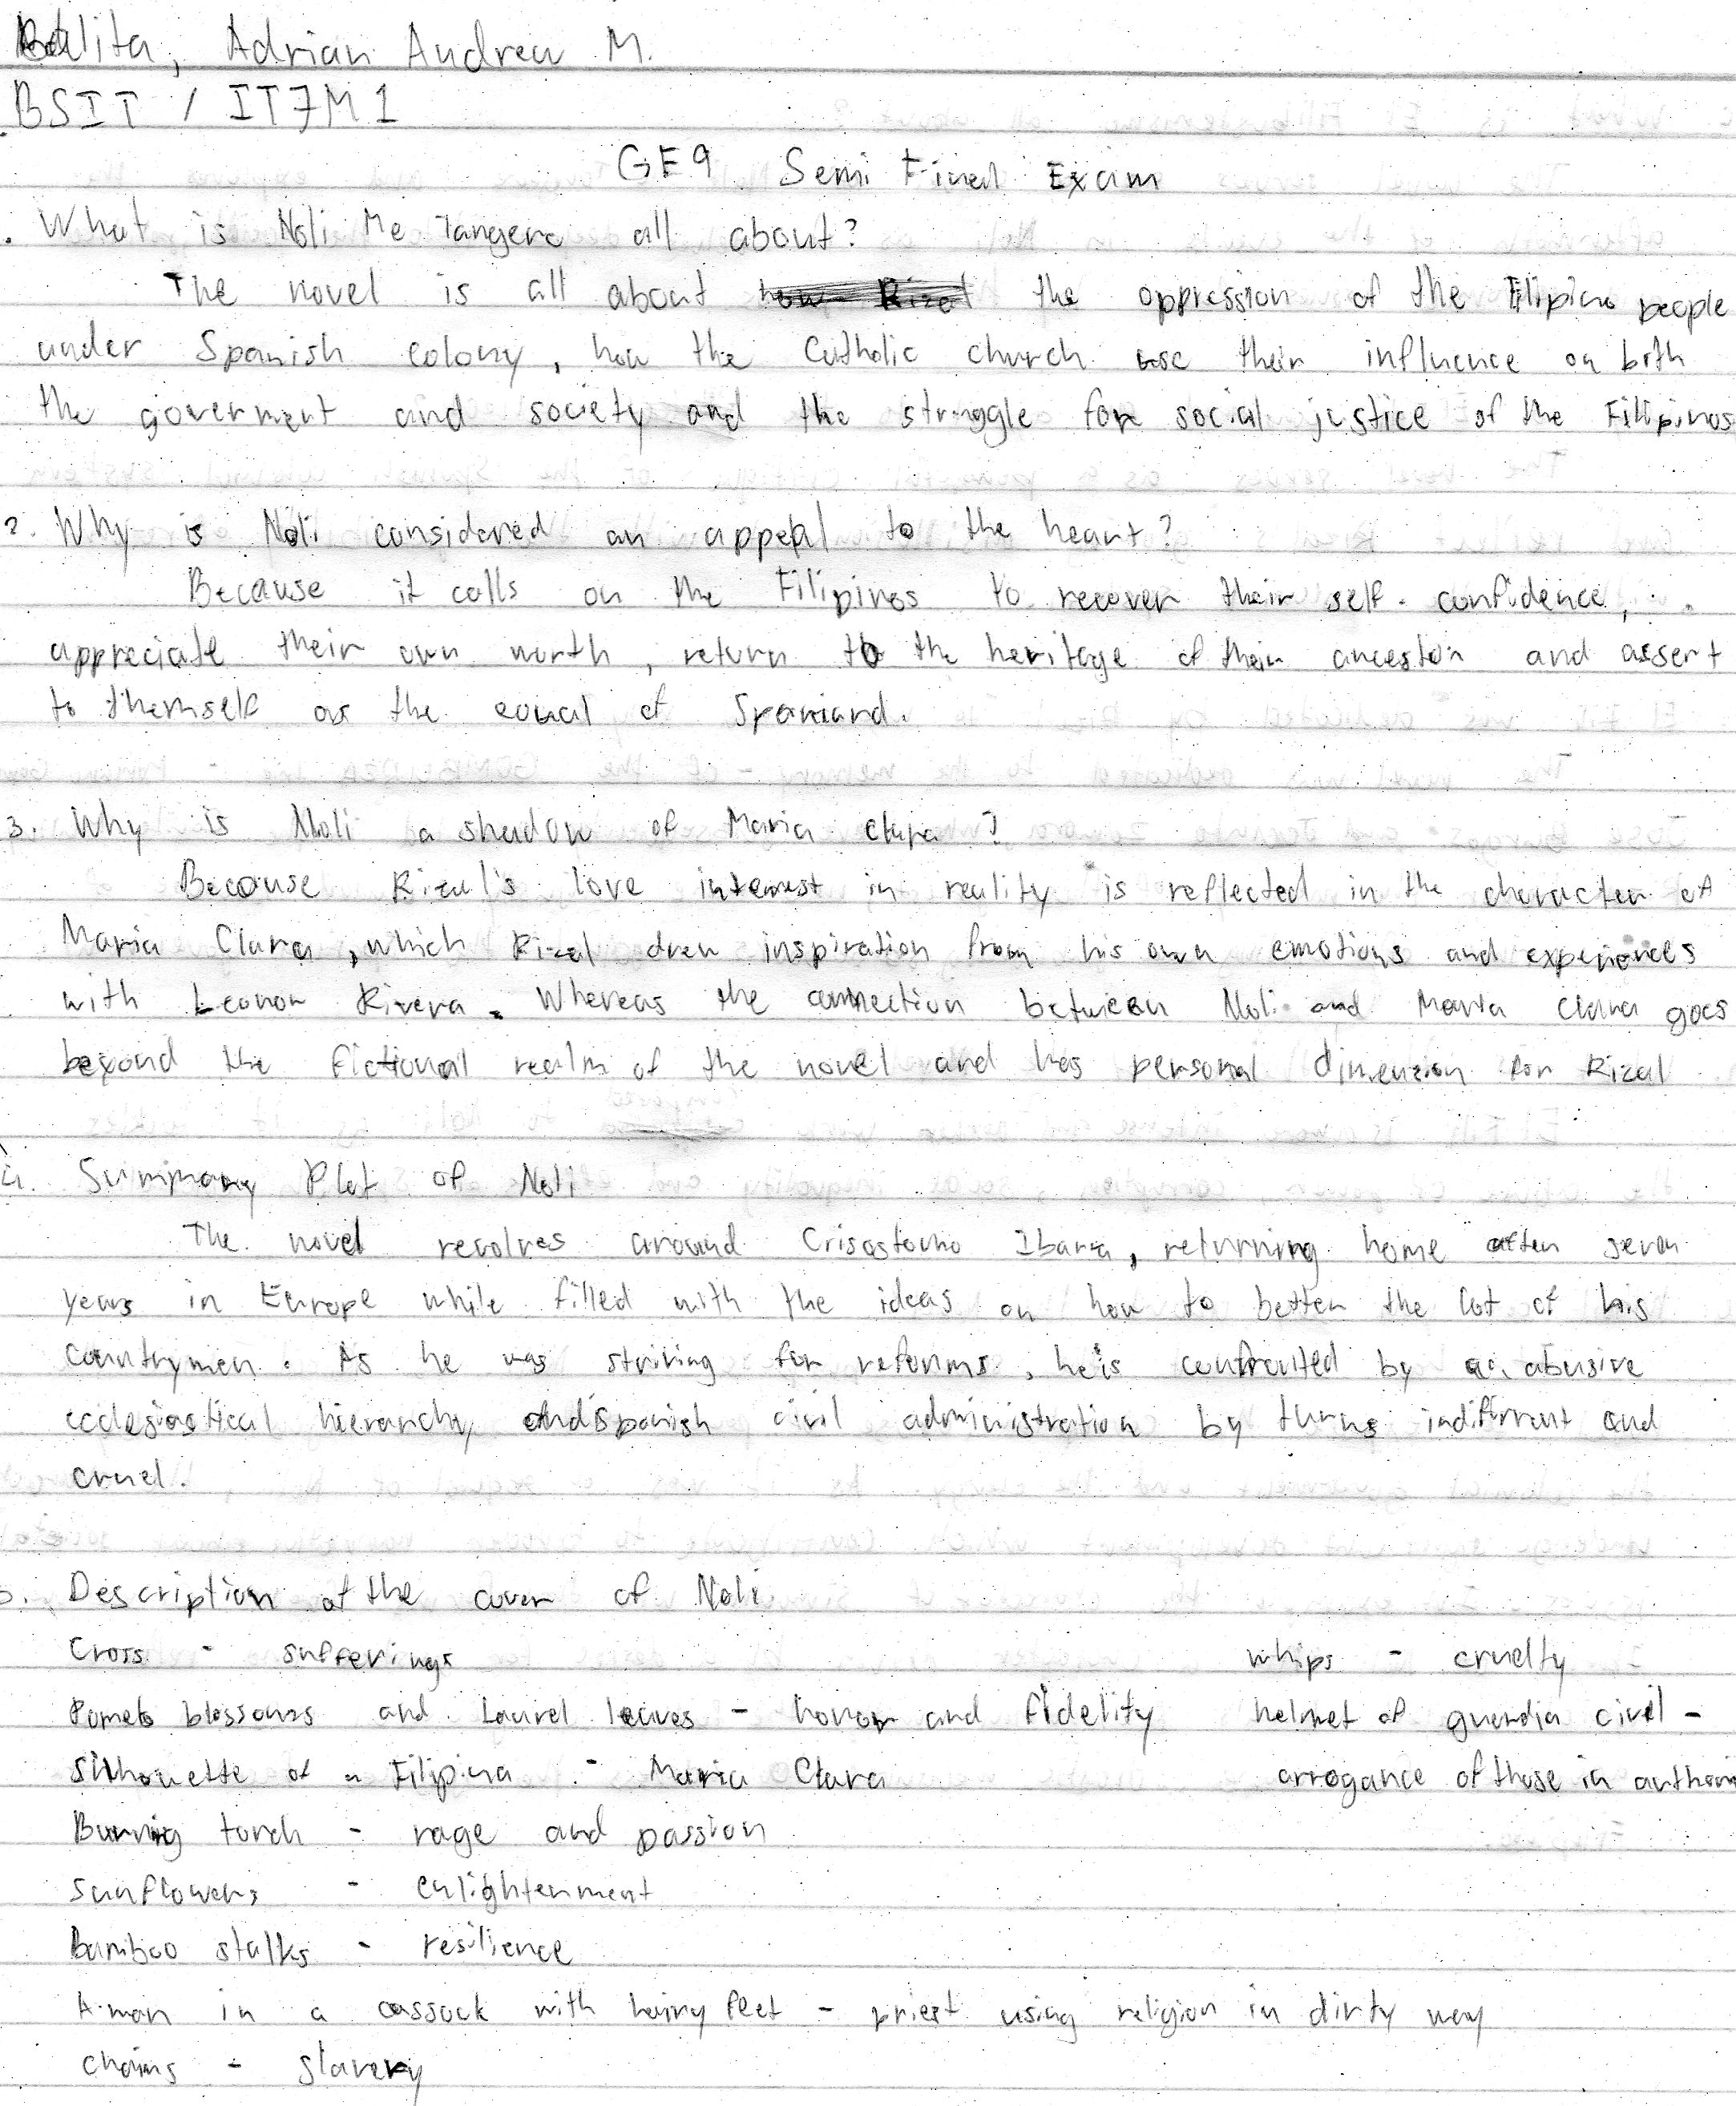 Balita, Adrian Andrew M.
BSIT / IT7M1
GE9 Semi Final Exam
. What is Noli Me Tangere all about?
The novel is all about the oppression of the Filipino people
under Spanish colony, how the Catholic church use their influence on both
the goverment and society and the struggle for social justice of the Filipinos
2. Why is Noli considered an appeal to the heart?
Because it calls on the Filipinos to recover their self-confidence,
appreciate their own worth, return to the heritage of their ancestor and assert
to themself as the equal of Spaniard.
3. Why is Noli a shadow of Maria Clara?
Because Rizal's love interest in reality is reflected in the character of
Maria Clara, which Rizal drew inspiration from his own emotions and experiences
with Leonor Rivera. Whereas the connection between Noli and Maria Clara goes
beyond the fictional realm of the novel and has personal dimension for Rizal
4. Summary Plot of Noli
The novel revolves around Crisostomo Ibarra, returning home after seven
years in Europe while filled with the ideas on how to better the lot of his
countrymen. As he was striving for reforms, he is confronted by an abusive
ecclesiastical hierarchy and Spanish civil administration by turns indifferent and
cruel.
5. Description of the cover of Noli
Cross - sufferings whips - cruelty
Pomelo blossoms and Laurel leaves - honor and fidelity helmet of guardia civil -
Silhouette of a Filipina - Maria Clara arrogance of those in
Burning torch - rage and passion
Sunflowers - enlightenment
Bamboo stalks - resilience
A man in a cassock with hairy feet - priest using religion in dirty way
chains - slavery